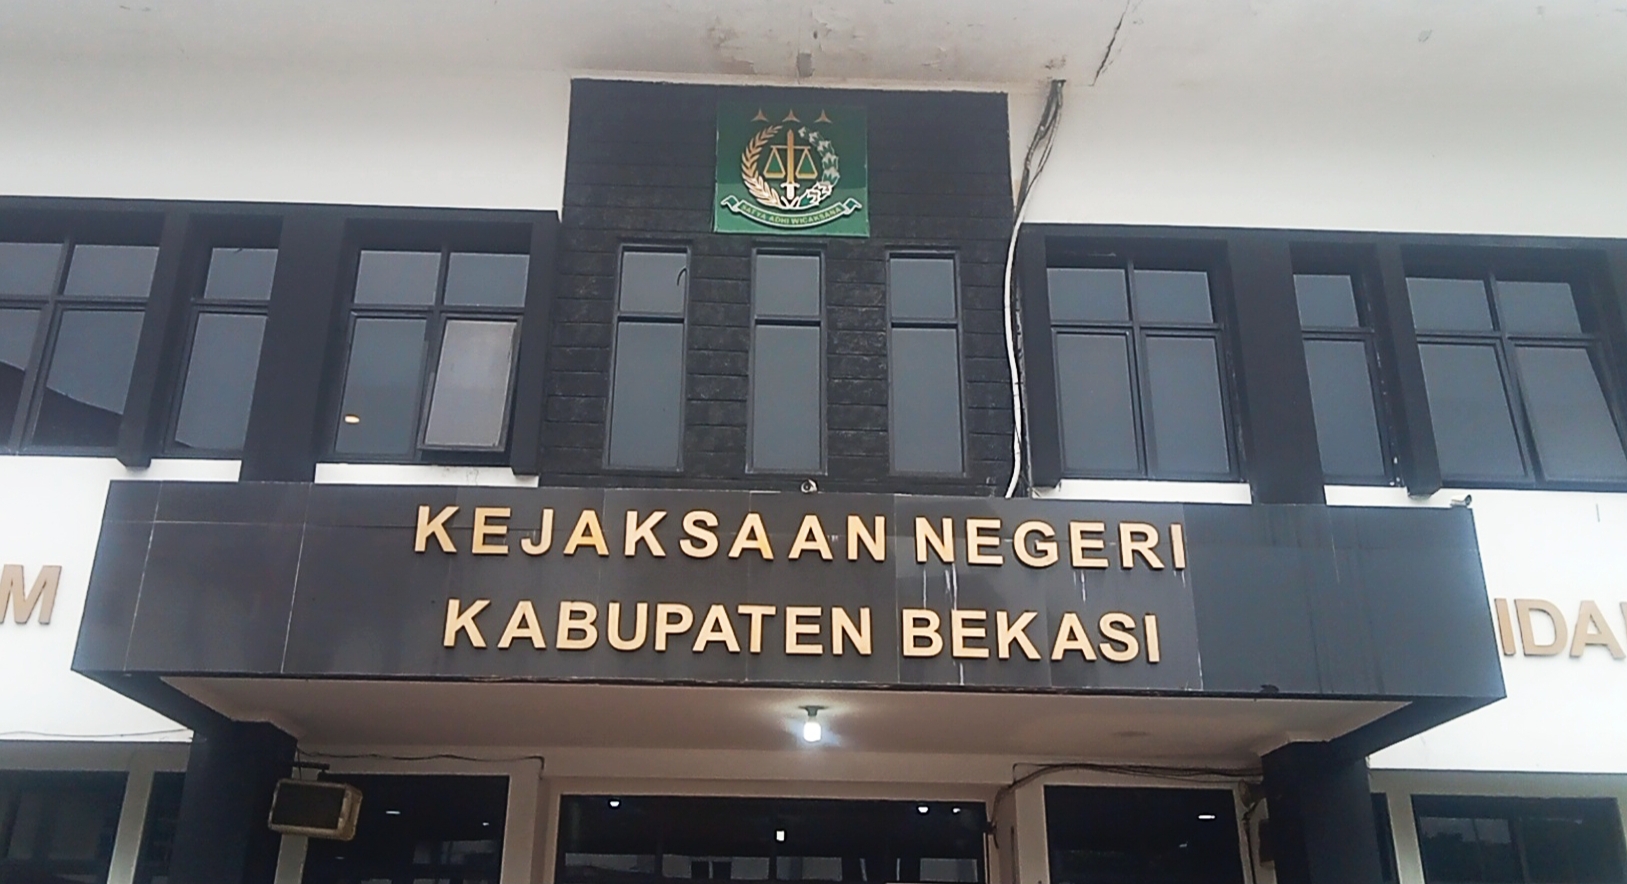 SATYA ADHI WICAKSANA
KEJAKSAAN NEGERI
KABUPATEN BEKASI